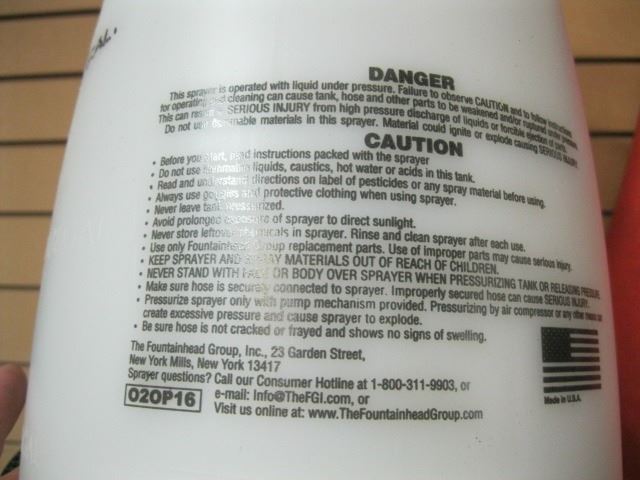 AL.
DANGER
This sprayer is operated with liquid under pressure. Failure to observe CAUTION and to follow instructions
for operating and cleaning can cause tank, hose and other parts to be weakened and/or ruptured under pressure.
This can result in SERIOUS INJURY from high pressure discharge of liquids or forcible ejection of parts.
Do not use flammable materials in this sprayer. Material could ignite or explode causing SERIOUS INJURY.
CAUTION
• Before you start, read instructions packed with the sprayer
• Do not use flammable liquids, caustics, hot water or acids in this tank.
• Read and understand directions on label of pesticides or any spray material before using.
• Always use goggles and protective clothing when using sprayer.
• Never leave tank pressurized.
• Avoid prolonged exposure of sprayer to direct sunlight.
• Never store leftover chemicals in sprayer. Rinse and clean sprayer after each use.
• Use only Fountainhead Group replacement parts. Use of improper parts may cause serious injury.
• KEEP SPRAYER AND SPRAY MATERIALS OUT OF REACH OF CHILDREN.
• NEVER STAND WITH FACE OR BODY OVER SPRAYER WHEN PRESSURIZING TANK OR RELEASING PRESSURE.
• Make sure hose is securely connected to sprayer. Improperly secured hose can cause SERIOUS INJURY.
• Pressurize sprayer only with pump mechanism provided. Pressurizing by air compressor or any other means can
create excessive pressure and cause sprayer to explode.
• Be sure hose is not cracked or frayed and shows no signs of swelling.
The Fountainhead Group, Inc., 23 Garden Street,
New York Mills, New York 13417
Sprayer questions? Call our Consumer Hotline at 1-800-311-9903, or
e-mail: Info@TheFGI.com, or
Visit us online at: www.TheFountainheadGroup.com
020P16
Made in U.S.A.